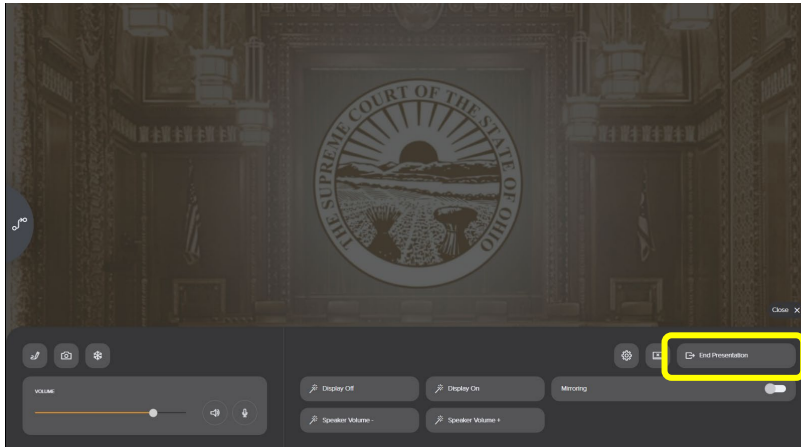 THE SUPREME COURT OF THE STATE OF OHIO
Close X
End Presentation
VOLUME
Display Off
Display On
Mirroring
Speaker Volume -
Speaker Volume +